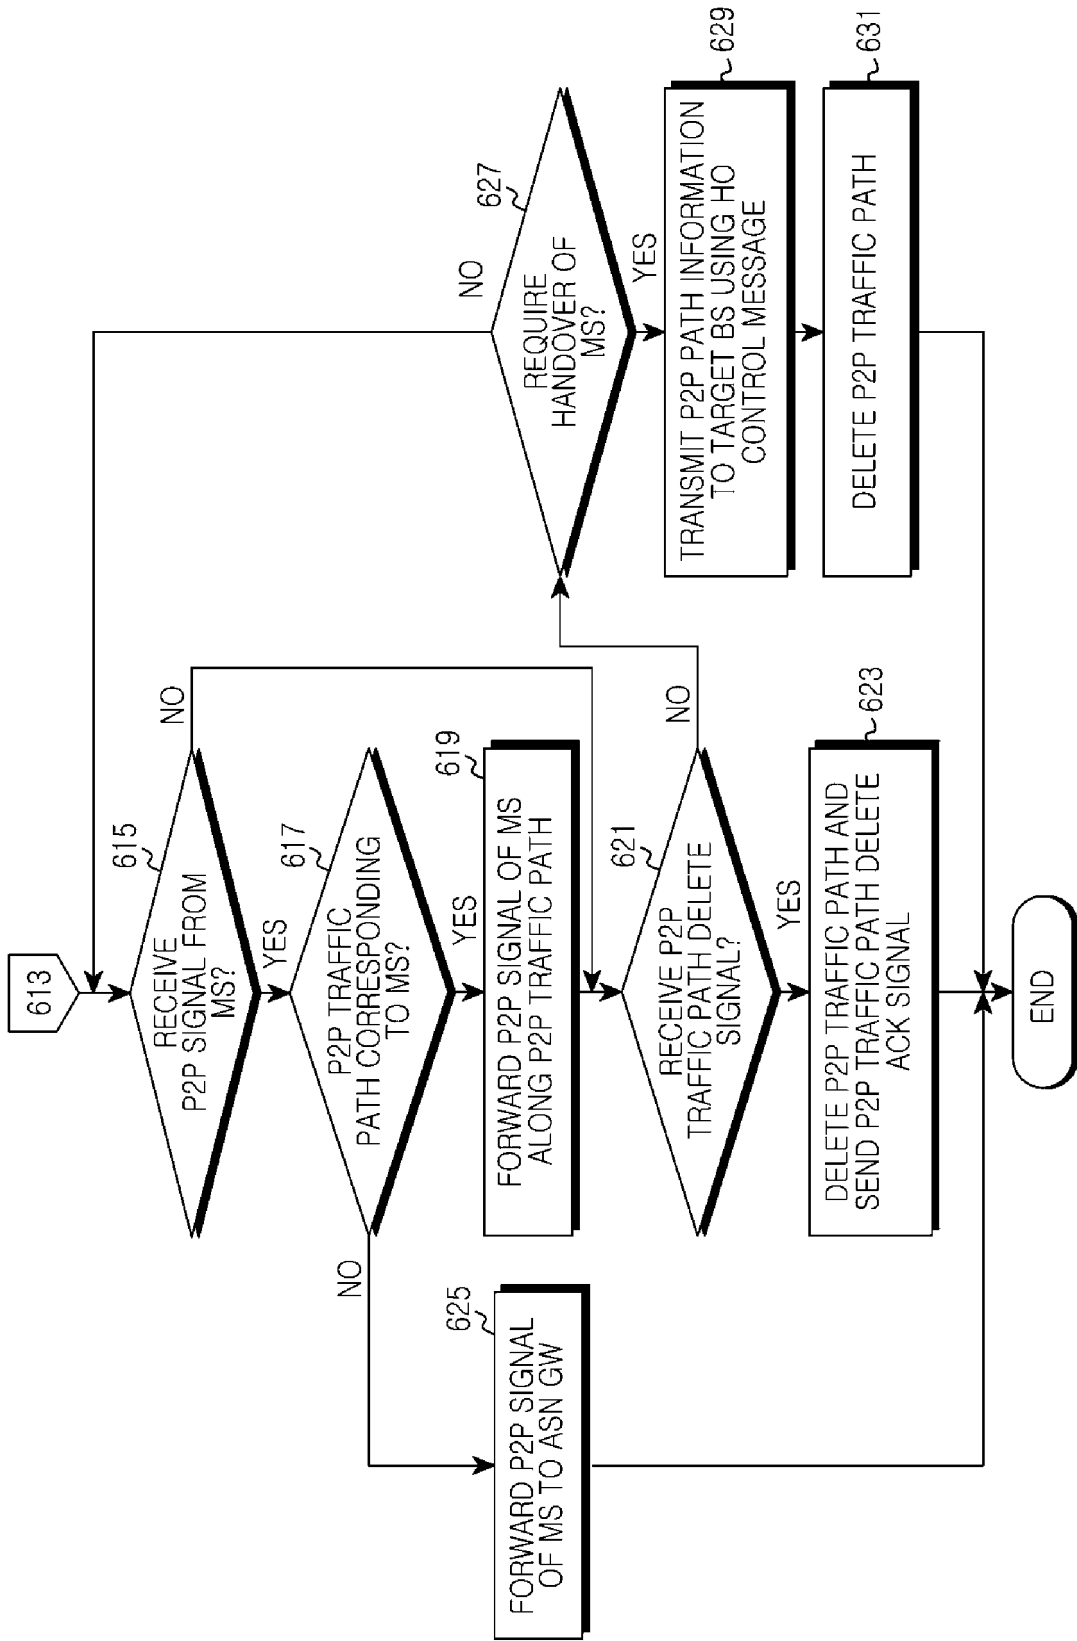 613
615
RECEIVE
P2P SIGNAL FROM
MS?
NO
YES
617
P2P TRAFFIC
PATH CORRESPONDING
TO MS?
NO
YES
619
FORWARD P2P SIGNAL OF MS
ALONG P2P TRAFFIC PATH
621
RECEIVE P2P
TRAFFIC PATH DELETE
SIGNAL?
NO
YES
623
DELETE P2P TRAFFIC PATH AND
SEND P2P TRAFFIC PATH DELETE
ACK SIGNAL
625
FORWARD P2P SIGNAL
OF MS TO ASN GW
627
REQUIRE
HANDOVER OF
MS?
NO
YES
629
TRANSMIT P2P PATH INFORMATION
TO TARGET BS USING HO
CONTROL MESSAGE
631
DELETE P2P TRAFFIC PATH
END